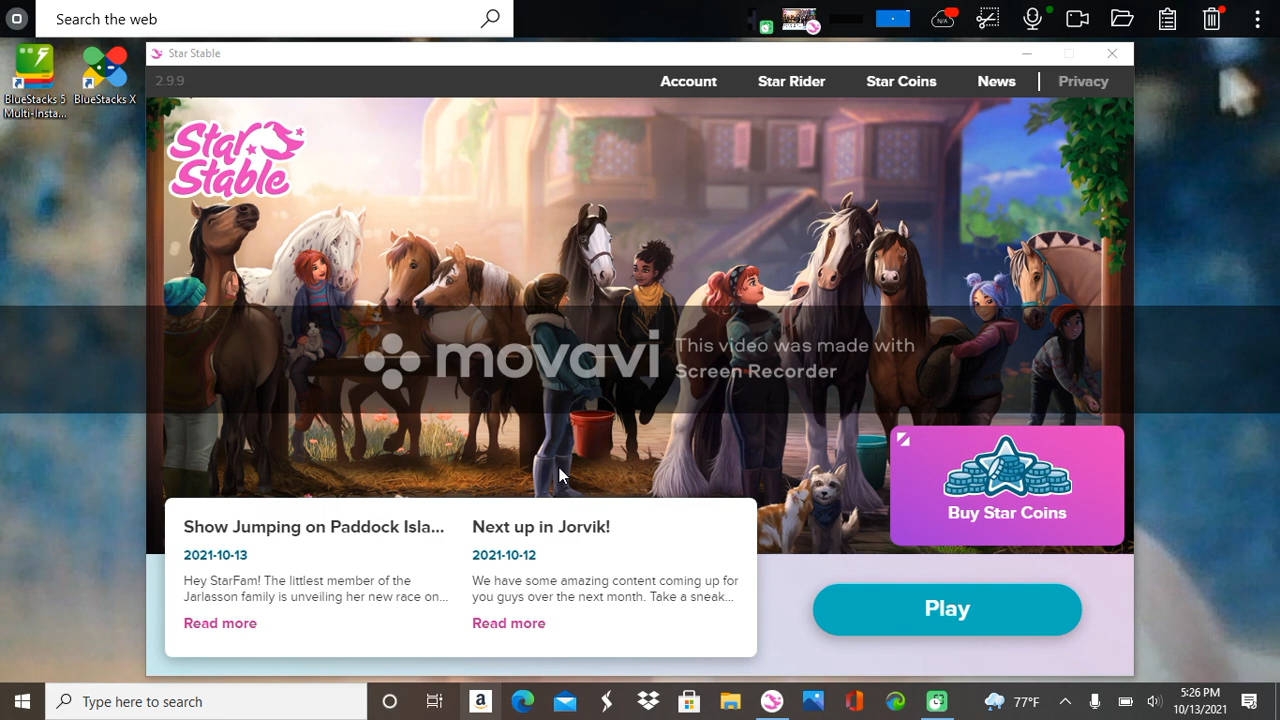 Search the web
N/A
BlueStacks 5
Multi-Insta...
BlueStacks X
Star Stable
2.9.9
Account
Star Rider
Star Coins
News
Privacy
Star
Stable
movavi
This video was made with
Screen Recorder
Buy Star Coins
Show Jumping on Paddock Isla...
2021-10-13
Hey StarFam! The littlest member of the
Jarlasson family is unveiling her new race on...
Read more
Next up in Jorvik!
2021-10-12
We have some amazing content coming up for
you guys over the next month. Take a sneak...
Read more
Play
Type here to search
a
77°F
5:26 PM
10/13/2021